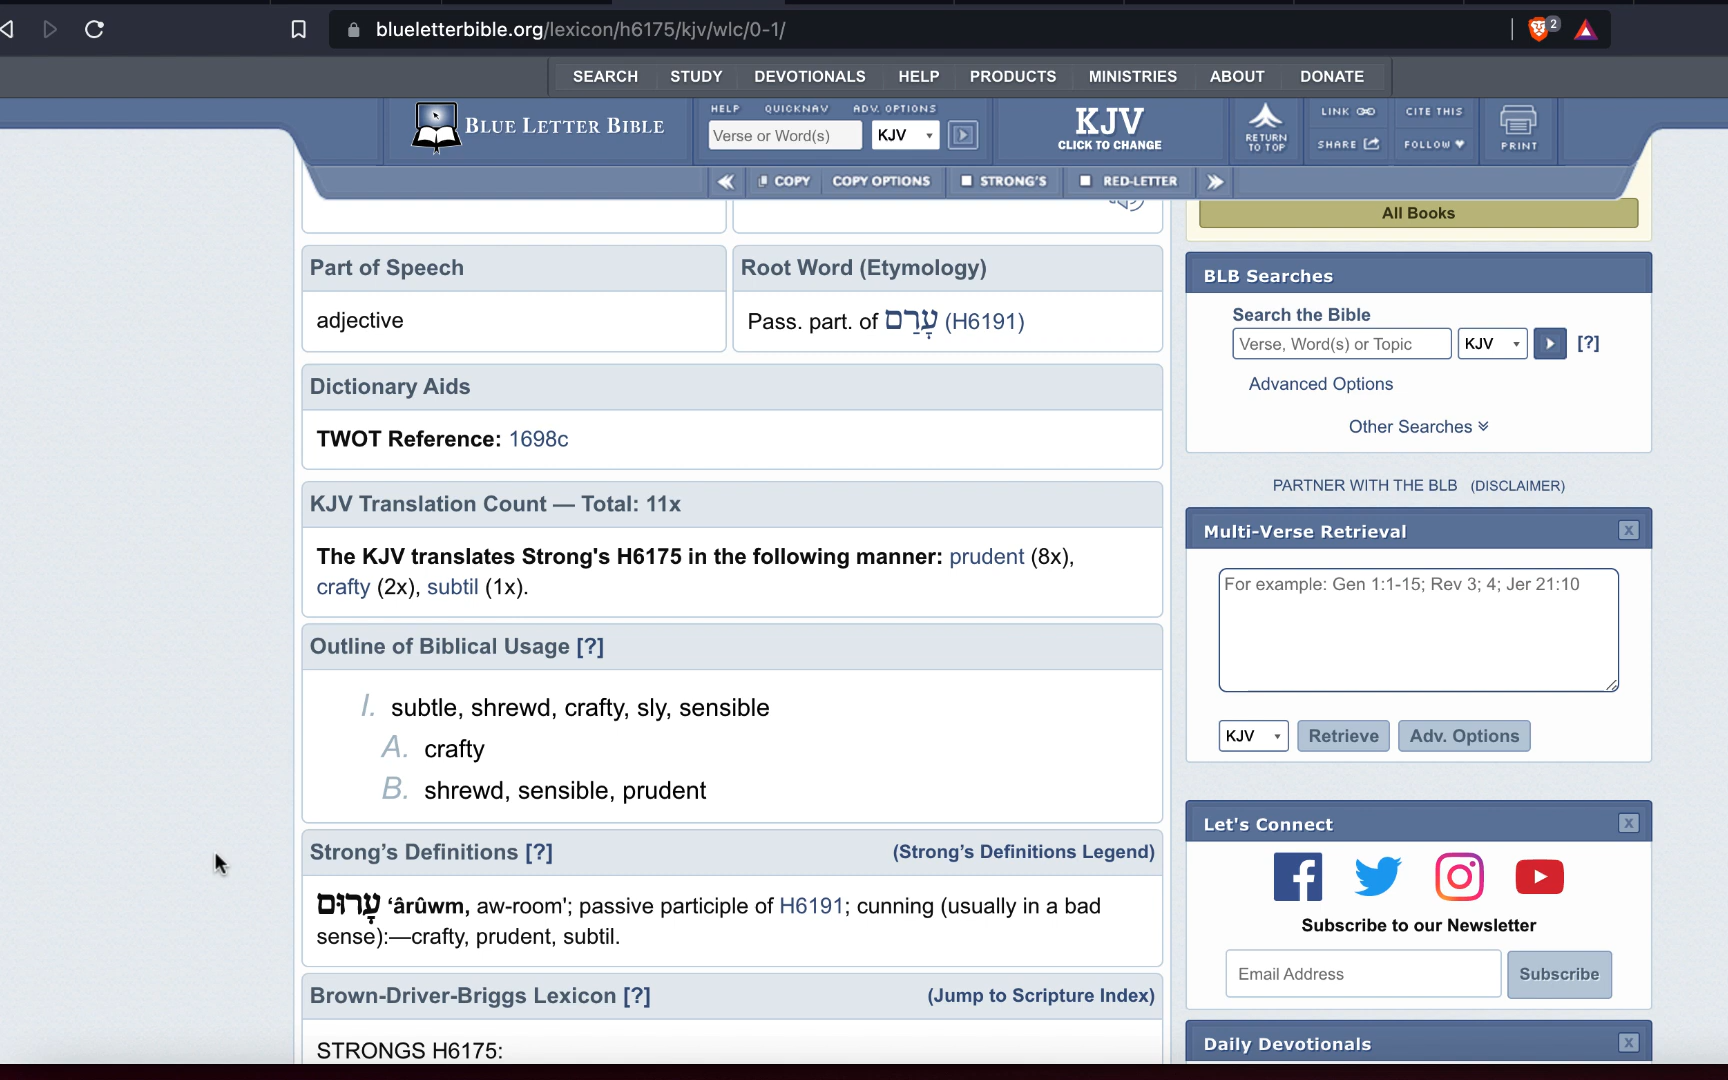 blueletterbible.org/lexicon/h6175/kjv/wlc/0-1/
2
SEARCH STUDY DEVOTIONALS HELP PRODUCTS MINISTRIES ABOUT DONATE
BLUE LETTER BIBLE
HELP QUICKNAV ADV. OPTIONS
Verse or Word(s) KJV
KJV
CLICK TO CHANGE
RETURN
TO TOP
LINK
SHARE
CITE THIS
FOLLOW
PRINT
COPY COPY OPTIONS STRONG'S RED-LETTER
Part of Speech
adjective
Root Word (Etymology)
Pass. part. of עָרַם (H6191)
Dictionary Aids
TWOT Reference: 1698c
KJV Translation Count — Total: 11x
The KJV translates Strong's H6175 in the following manner: prudent (8x),
crafty (2x), subtil (1x).
Outline of Biblical Usage [?]
I. subtle, shrewd, crafty, sly, sensible
A. crafty
B. shrewd, sensible, prudent
Strong’s Definitions [?] (Strong’s Definitions Legend)
עָרוּם ʻârûwm, aw-room'; passive participle of H6191; cunning (usually in a bad
sense):—crafty, prudent, subtil.
Brown-Driver-Briggs Lexicon [?] (Jump to Scripture Index)
STRONGS H6175:
All Books
BLB Searches
Search the Bible
Verse, Word(s) or Topic KJV [?]
Advanced Options
Other Searches
PARTNER WITH THE BLB (DISCLAIMER)
Multi-Verse Retrieval X
For example: Gen 1:1-15; Rev 3; 4; Jer 21:10
KJV Retrieve Adv. Options
Let's Connect X
Subscribe to our Newsletter
Email Address Subscribe
Daily Devotionals X